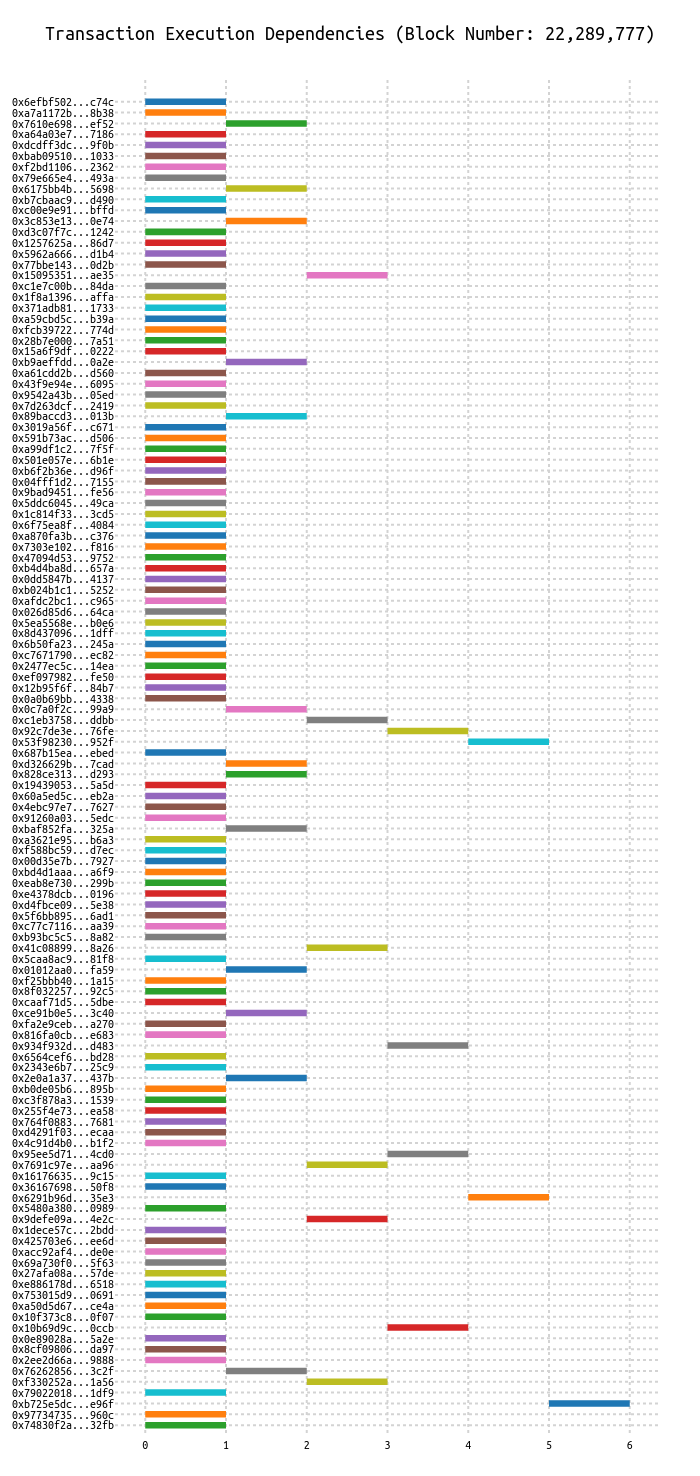 Transaction Execution Dependencies (Block Number: 22,289,777)
0x6efbf502...c74c
0xa7a1172b...8b38
0x7610e698...ef52
0xa64a03e7...7186
0xdcdff3dc...9f0b
0xbab09510...1033
0xf2bd1106...2362
0x79e665e4...493a
0x6175bb4b...5698
0xb7cbaac9...d490
0xc00e9e91...bffd
0x3c853e13...0e74
0xd3c07f7c...1242
0x1257625a...86d7
0x5962a666...d1b4
0x77bbe143...0d2b
0x15095351...ae35
0xc1e7c00b...84da
0x1f8a1396...affa
0x371adb81...1733
0xa59cbd5c...b39a
0xfcb39722...774d
0x28b7e000...7a51
0x15a6f9df...0222
0xb9aeffdd...0a2e
0xa61cdd2b...d560
0x43f9e94e...6095
0x9542a43b...05ed
0x7d263dcf...2419
0x89baccd3...013b
0x3019a56f...c671
0x591b73ac...d506
0xa99df1c2...7f5f
0x501e057e...6b1e
0xb6f2b36e...d96f
0x04fff1d2...7155
0x9bad9451...fe56
0x5ddc6045...49ca
0x1c814f33...3cd5
0x6f75ea8f...4084
0xa870fa3b...c376
0x7303e102...f816
0x47094d53...9752
0xb4d4ba8d...657a
0x0dd5847b...4137
0xb024b1c1...5252
0xafdc2bc1...c965
0x026d85d6...64ca
0x5ea5568e...b0e6
0x8d437096...1dff
0x6b50fa23...245a
0xc7671790...ec82
0x2477ec5c...14ea
0xef097982...fe50
0x12b95f6f...84b7
0x0a0b69bb...4338
0x0c7a0f2c...99a9
0xc1eb3758...ddbb
0x92c7de3e...76fe
0x53f98230...952f
0x687b15ea...ebed
0xd326629b...7cad
0x828ce313...d293
0x19439053...5a5d
0x60a5ed5c...eb2a
0x4ebc97e7...7627
0x91260a03...5edc
0xbaf852fa...325a
0xa3621e95...b6a3
0xf588bc59...d7ec
0x00d35e7b...7927
0xbd4d1aaa...a6f9
0xeab8e730...299b
0xe4378dcb...0196
0xd4fbce09...5e38
0x5f6bb895...6ad1
0xc77c7116...aa39
0xb93bc5c5...8a82
0x41c08899...8a26
0x5caa8ac9...81f8
0x01012aa0...fa59
0xf25bbb40...1a15
0x8f032257...92c5
0xcaaf71d5...5dbe
0xce91b0e5...3c40
0xfa2e9ceb...a270
0x816fa0cb...e683
0x934f932d...d483
0x6564cef6...bd28
0x2343e6b7...25c9
0x2e0a1a37...437b
0xb0de05b6...895b
0xc3f878a3...1539
0x255f4e73...ea58
0x764f0883...7681
0xd4291f03...ecaa
0x4c91d4b0...b1f2
0x95ee5d71...4cd0
0x7691c97e...aa96
0x16176635...9c15
0x36167698...50f8
0x6291b96d...35e3
0x5480a380...0989
0x9defe09a...4e2c
0x1dece57c...2bdd
0x425703e6...ee6d
0xacc92af4...de0e
0x69a730f0...5f63
0x27afa08a...57de
0xe886178d...6518
0x753015d9...0691
0xa50d5d67...ce4a
0x10f373c8...0f07
0x10b69d9c...0ccb
0x0e89028a...5a2e
0x8cf09806...da97
0x2ee2d66a...9888
0x76262856...3c2f
0xf330252a...1a56
0x79022018...1df9
0xb725e5dc...e96f
0x97734735...960c
0x74830f2a...32fb
0 1 2 3 4 5 6